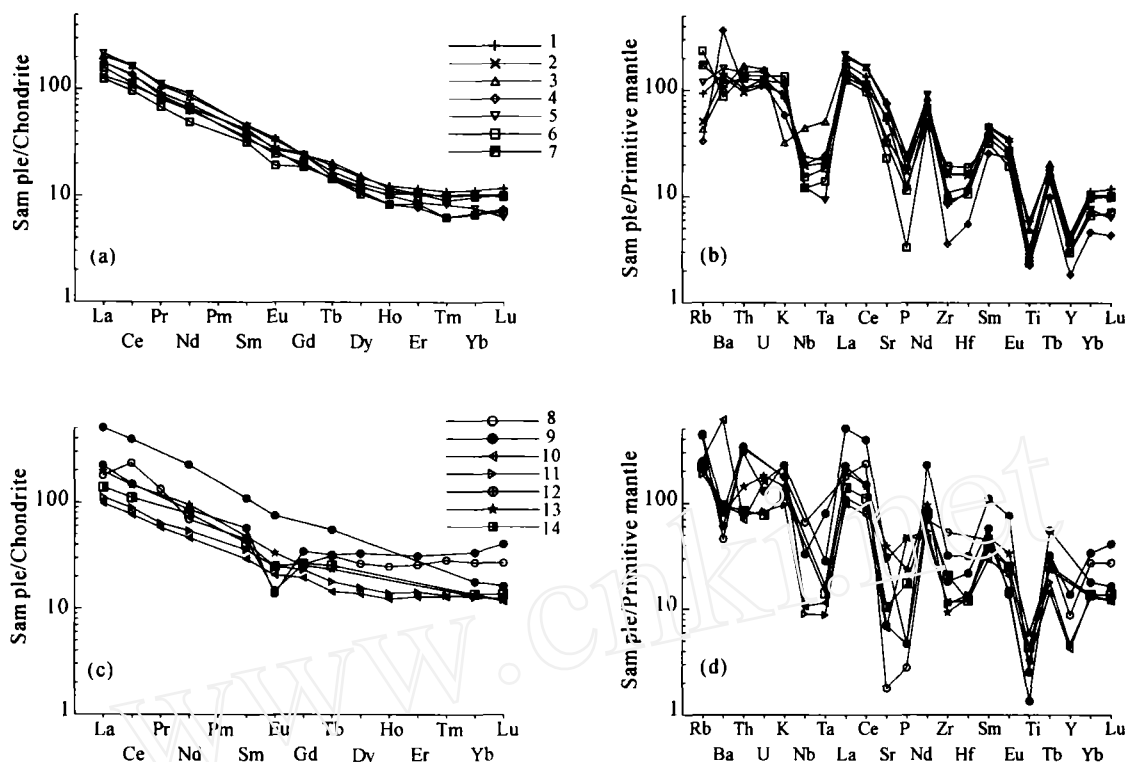 Sample/Chondrite
100
10
1
(a)
1
2
3
4
5
6
7
La Pr Pm Eu Tb Ho Tm Lu
Ce Nd Sm Gd Dy Er Yb
Sample/Primitive mantle
100
10
1
(b)
Rb Th K Ta Ce P Zr Sm Ti Y Lu
Ba U Nb La Sr Nd Hf Eu Tb Yb
Sample/Chondrite
100
10
1
(c)
8
9
10
11
12
13
14
La Pr Pm Eu Tb Ho Tm Lu
Ce Nd Sm Gd Dy Er Yb
Sample/Primitive mantle
100
10
1
(d)
Rb Th K Ta Ce P Zr Sm Ti Y Lu
Ba U Nb La Sr Nd Hf Eu Tb Yb
www.cnki.net